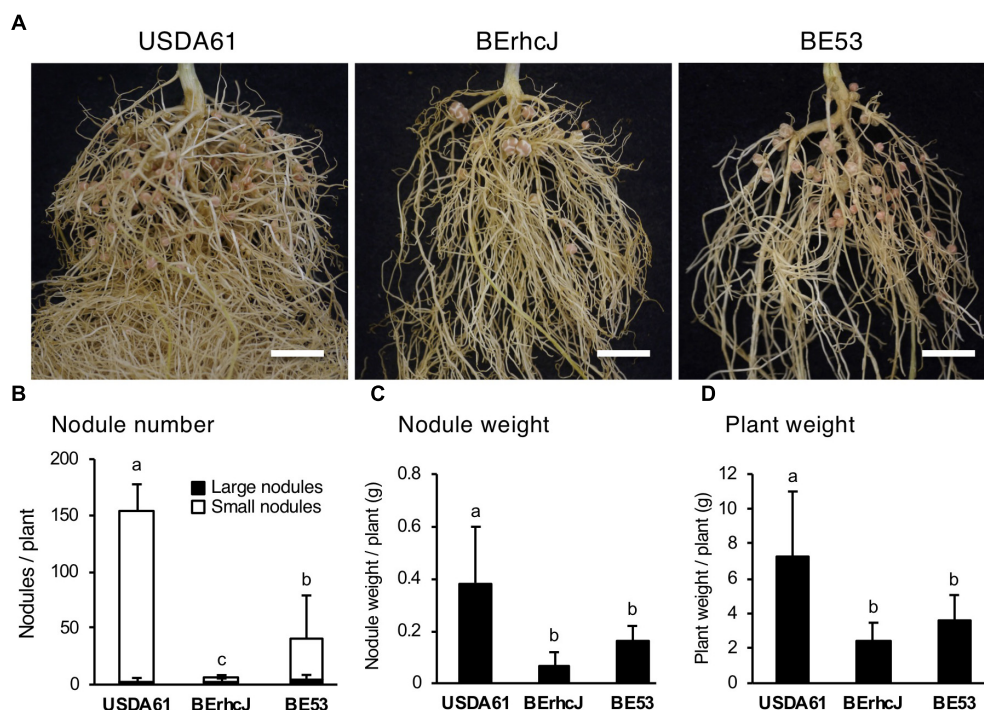 A
USDA61
BErhcJ
BE53
B
Nodule number
Nodules / plant
200
150
100
50
0
a
c
b
Large nodules
Small nodules
USDA61
BErhcJ
BE53
C
Nodule weight
Nodule weight / plant (g)
0.8
0.6
0.4
0.2
0
a
b
b
USDA61
BErhcJ
BE53
D
Plant weight
Plant weight / plant (g)
12
10
8
6
4
2
0
a
b
b
USDA61
BErhcJ
BE53